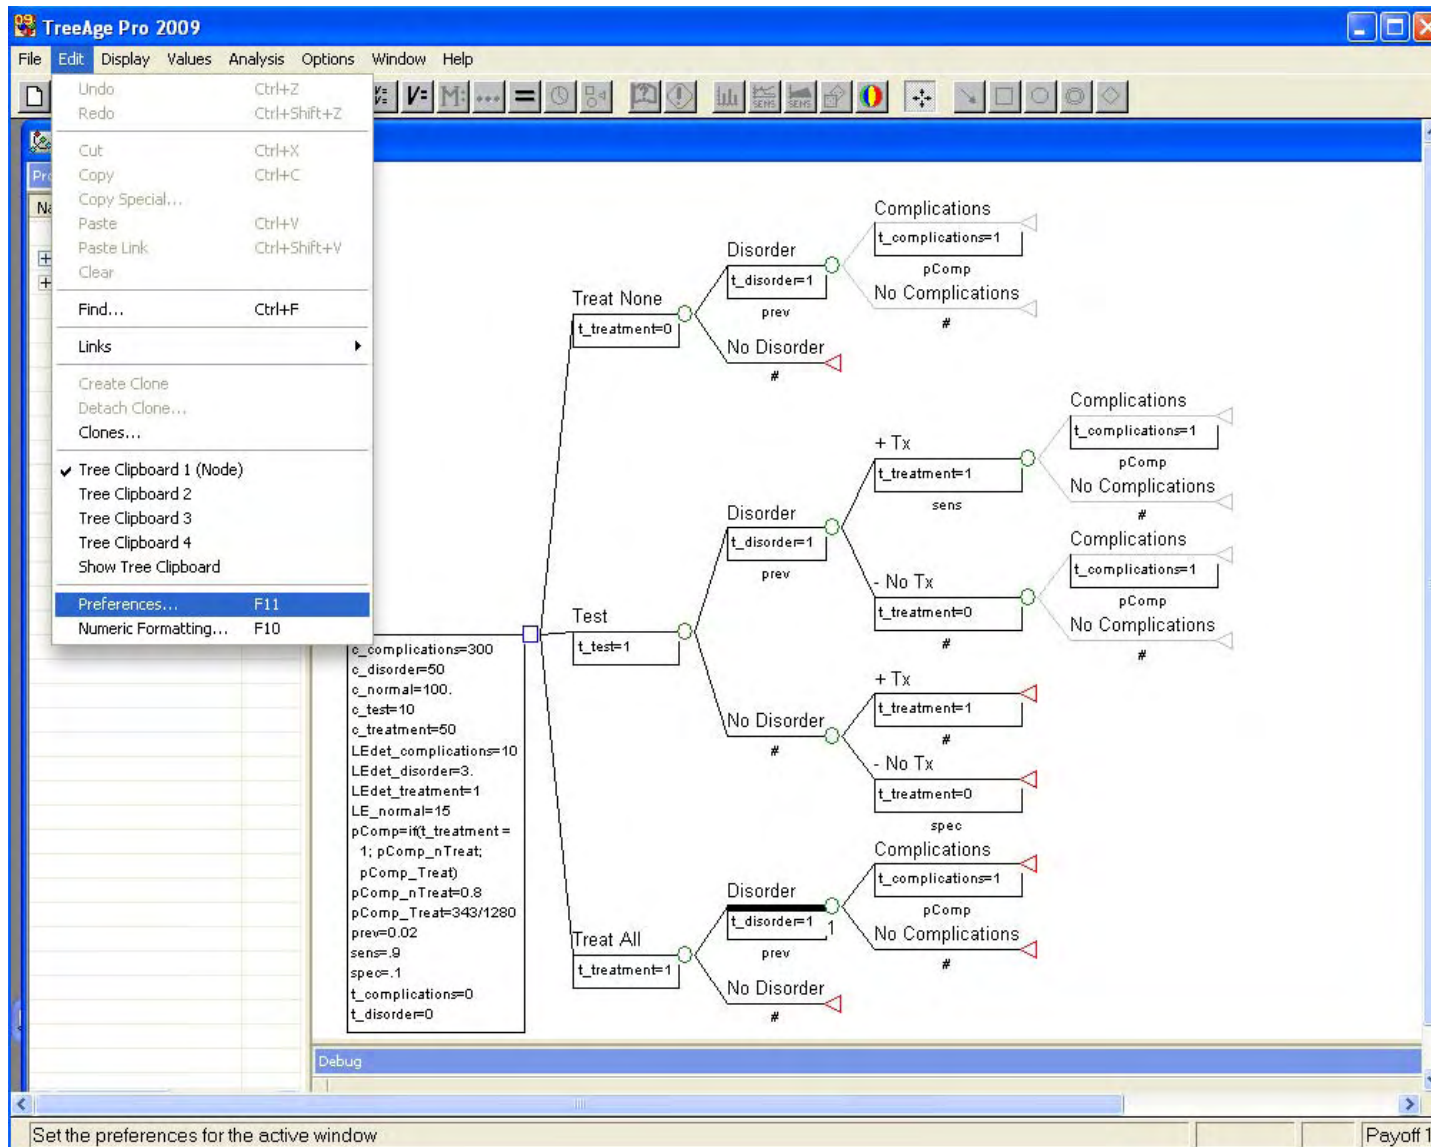 TreeAge Pro 2009
File Edit Display Values Analysis Options Window Help
Undo Ctrl+Z
Redo Ctrl+Shift+Z
Cut Ctrl+X
Copy Ctrl+C
Copy Special...
Paste Ctrl+V
Paste Link Ctrl+Shift+V
Clear
Find... Ctrl+F
Links
Create Clone
Detach Clone...
Clones...
Tree Clipboard 1 (Node)
Tree Clipboard 2
Tree Clipboard 3
Tree Clipboard 4
Show Tree Clipboard
Preferences... F11
Numeric Formatting... F10
c_complications=300
c_disorder=50
c_normal=100.
c_test=10
c_treatment=50
LEdet_complications=10
LEdet_disorder=3.
LEdet_treatment=1
LE_normal=15
pComp=if(t_treatment =
1; pComp_nTreat;
pComp_Treat)
pComp_nTreat=0.8
pComp_Treat=343/1280
prev=0.02
sens=.9
spec=.1
t_complications=0
t_disorder=0
Treat None
t_treatment=0
Disorder
t_disorder=1
prev
Complications
t_complications=1
pComp
No Complications
#
No Disorder
#
Test
t_test=1
Disorder
t_disorder=1
prev
+ Tx
t_treatment=1
sens
Complications
t_complications=1
pComp
No Complications
#
- No Tx
t_treatment=0
#
Complications
t_complications=1
pComp
No Complications
#
No Disorder
#
+ Tx
t_treatment=1
#
- No Tx
t_treatment=0
spec
Treat All
t_treatment=1
Disorder
t_disorder=1
1
prev
Complications
t_complications=1
pComp
No Complications
#
No Disorder
#
Debug
Set the preferences for the active window
Payoff 1